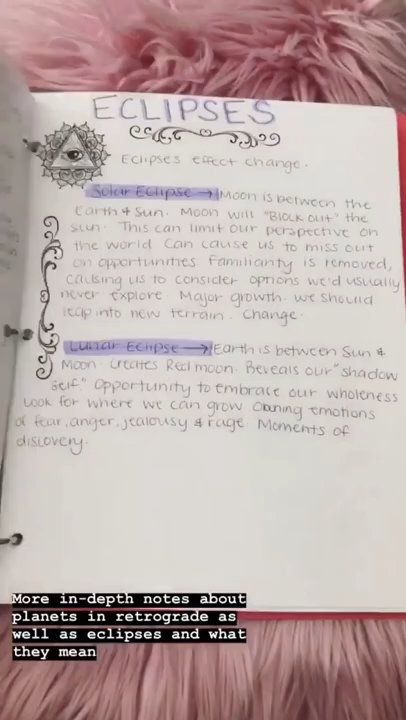 ECLIPSES
Eclipses effect change.
Solar Eclipse → Moon is between the
Earth & Sun. Moon will "Block out" the
sun. This can limit our perspective on
the world can cause us to miss out
on opportunities Familiarity is removed,
causing us to consider options we'd usually
never explore Major growth. we should
leap into new terrain. Change.
Lunar Eclipse → Earth is between Sun &
Moon. Creates Red moon. Reveals our "shadow
self." Opportunity to embrace our wholeness
Look for where we can grow Owning emotions
of fear, anger, jealousy & rage Moments of
discovery.
More in-depth notes about
planets in retrograde as
well as eclipses and what
they mean